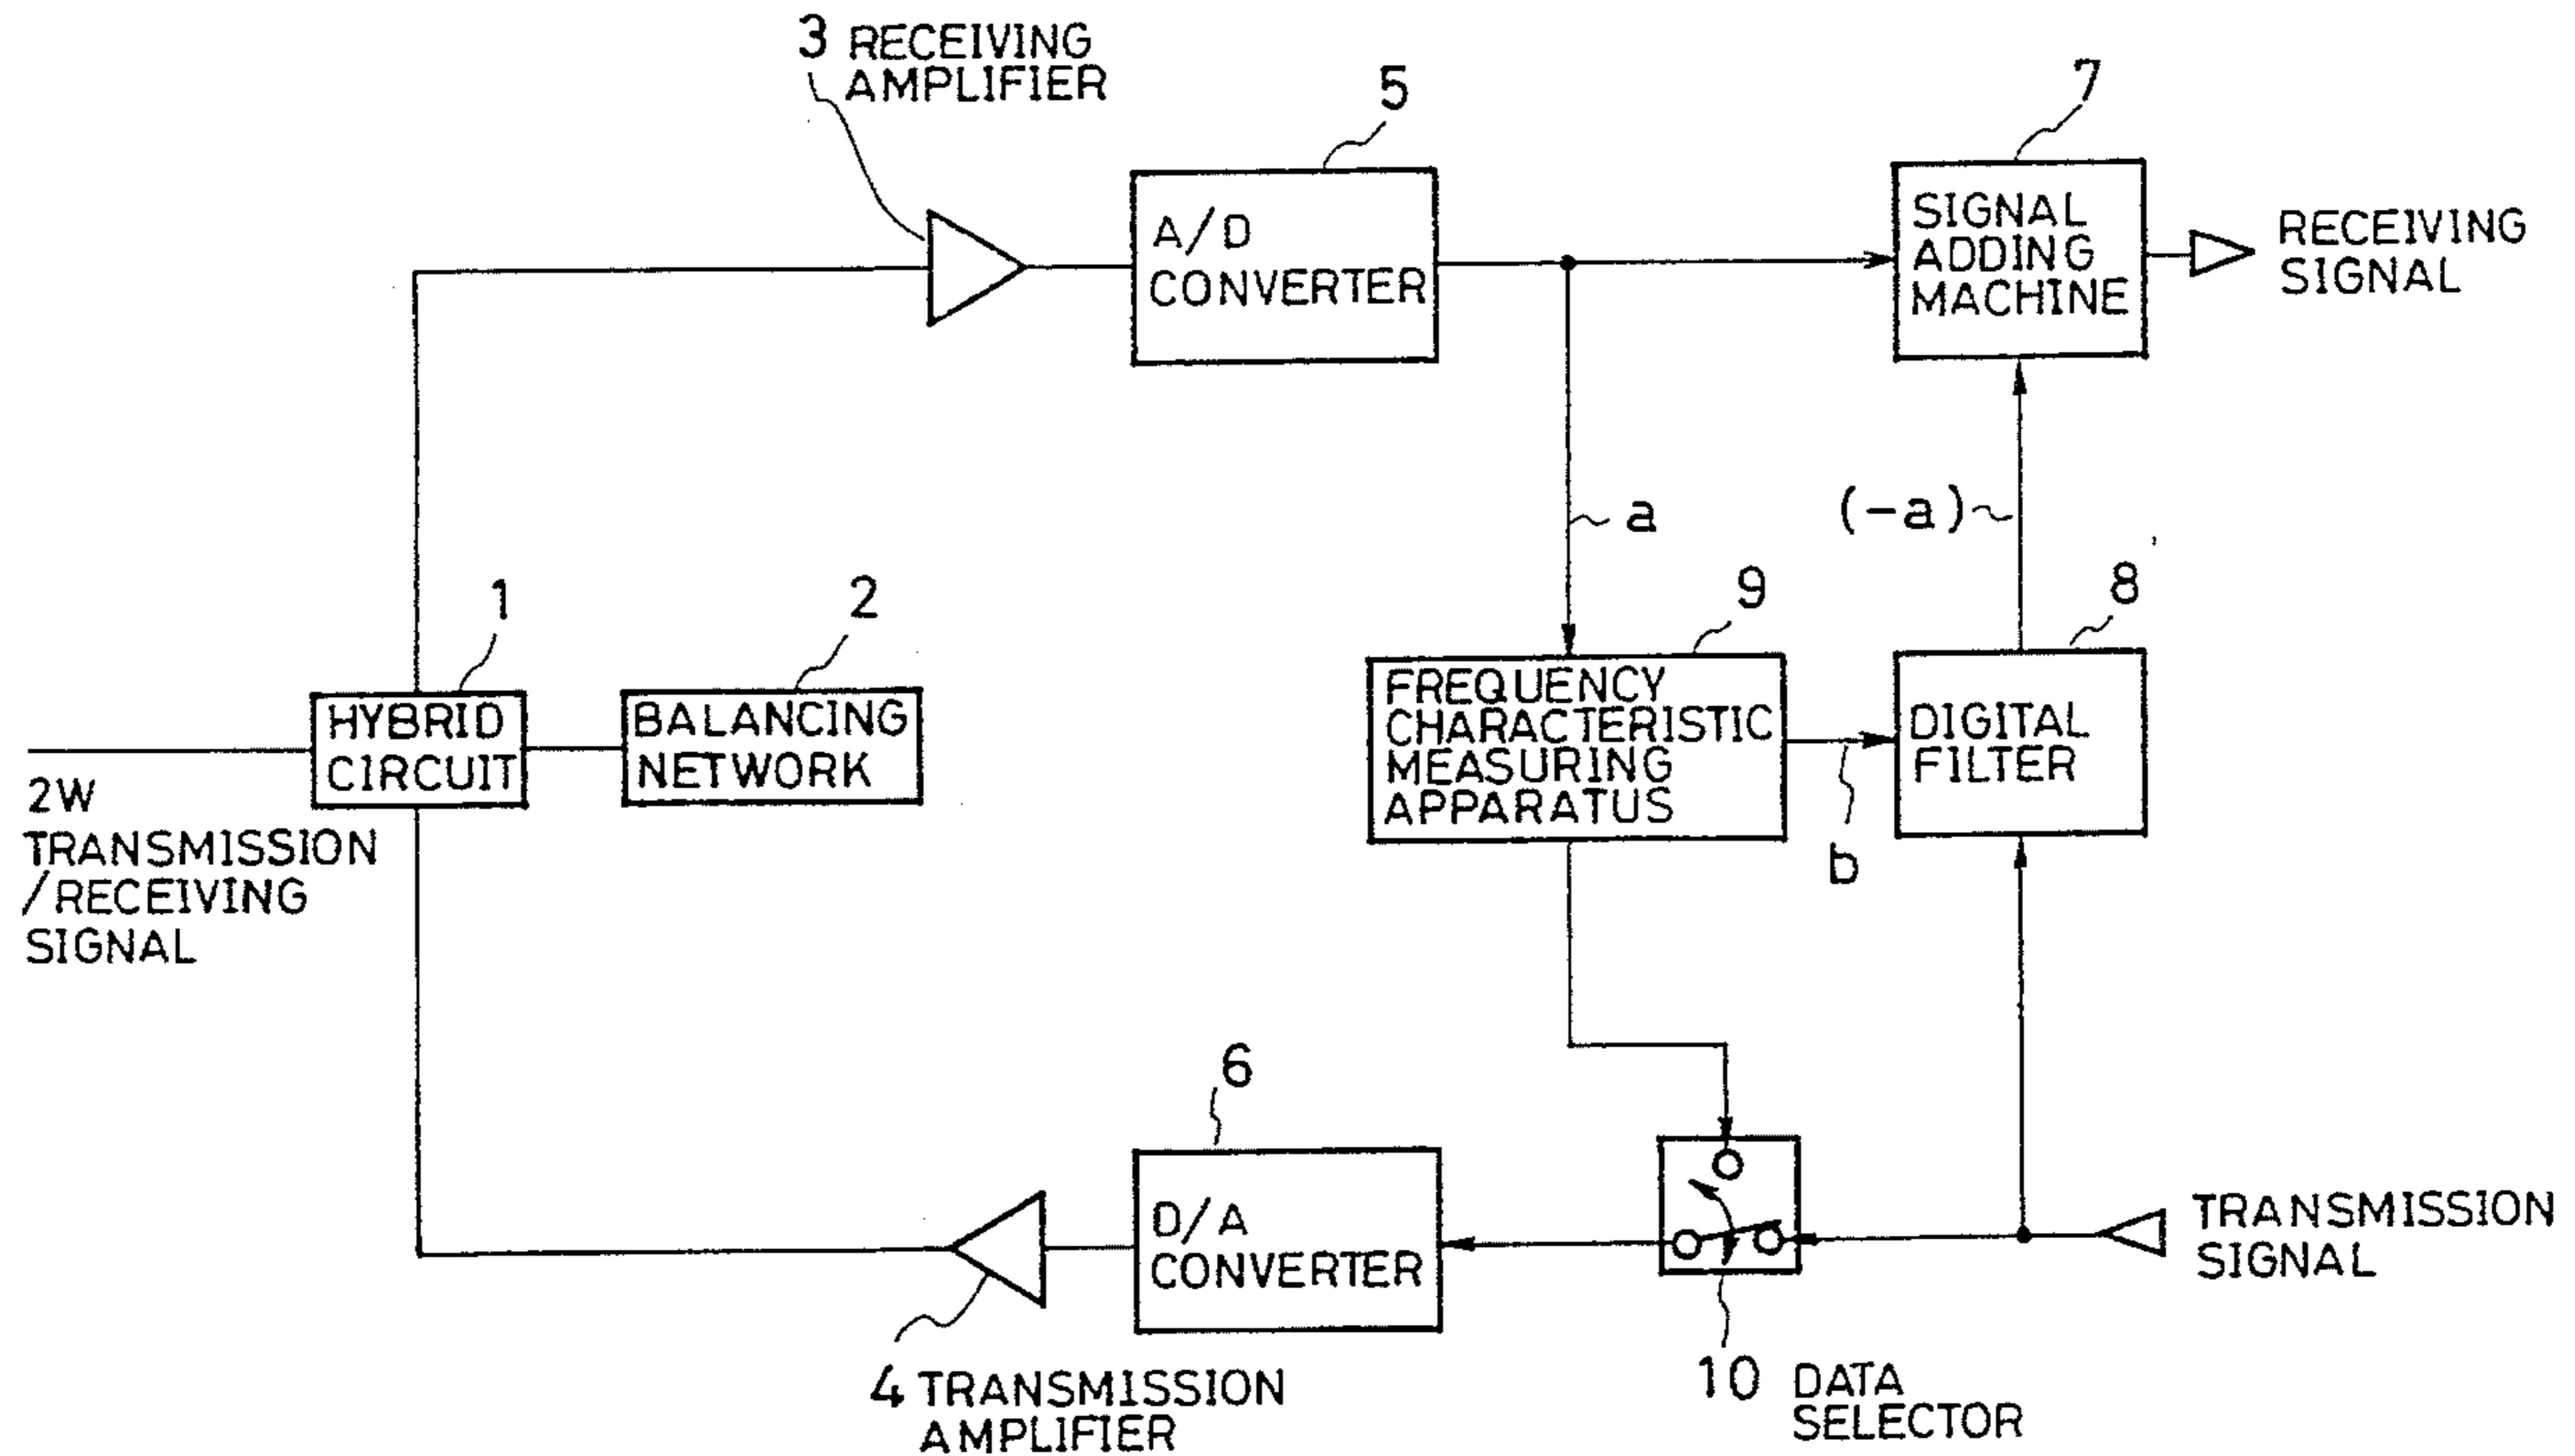 3 RECEIVING
AMPLIFIER
5
7
A/D
CONVERTER
SIGNAL
ADDING
MACHINE
RECEIVING
SIGNAL
a
(-a)
1
2
9
8
HYBRID
CIRCUIT
BALANCING
NETWORK
FREQUENCY
CHARACTERISTIC
MEASURING
APPARATUS
DIGITAL
FILTER
b
2W
TRANSMISSION
/RECEIVING
SIGNAL
6
D/A
CONVERTER
TRANSMISSION
SIGNAL
4 TRANSMISSION
AMPLIFIER
10 DATA
SELECTOR